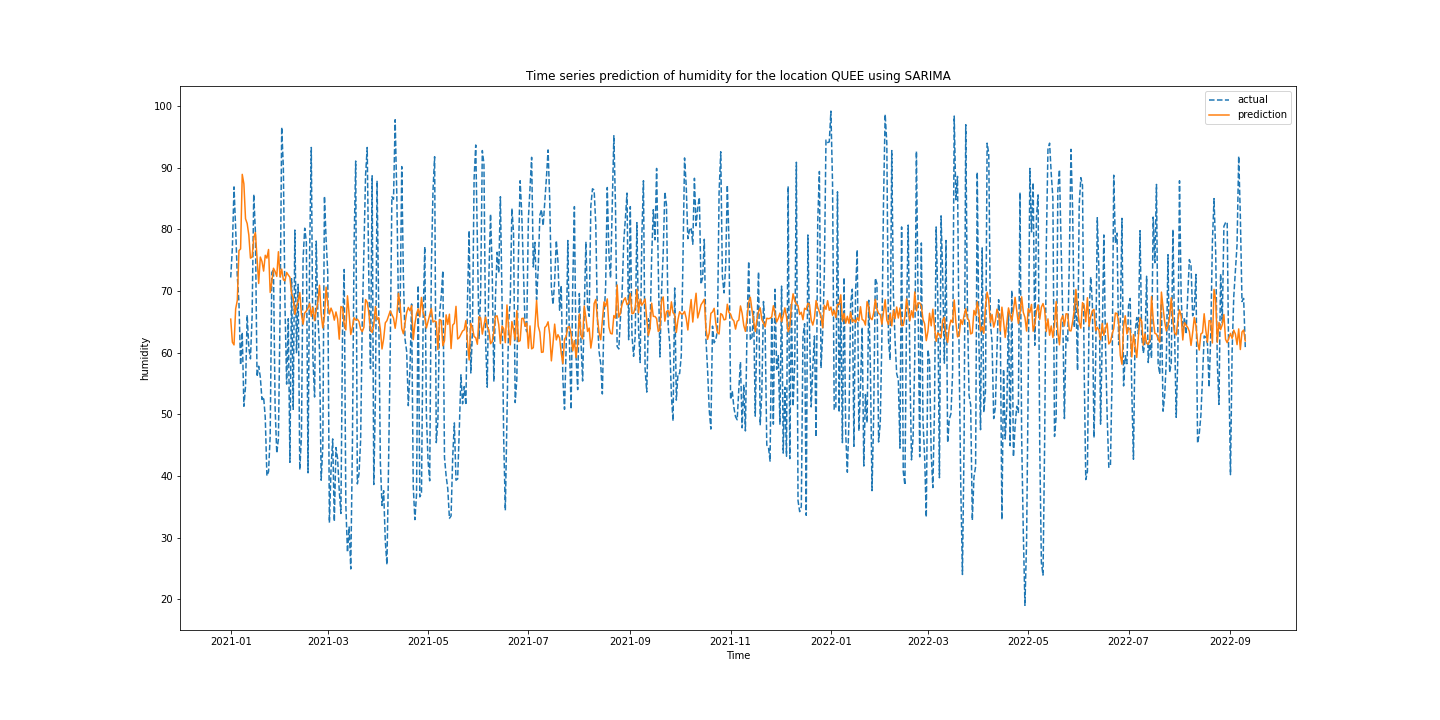 Time series prediction of humidity for the location QUEE using SARIMA
actual
prediction
100
90
80
70
60
50
40
30
20
humidity
2021-01 2021-03 2021-05 2021-07 2021-09 2021-11 2022-01 2022-03 2022-05 2022-07 2022-09
Time